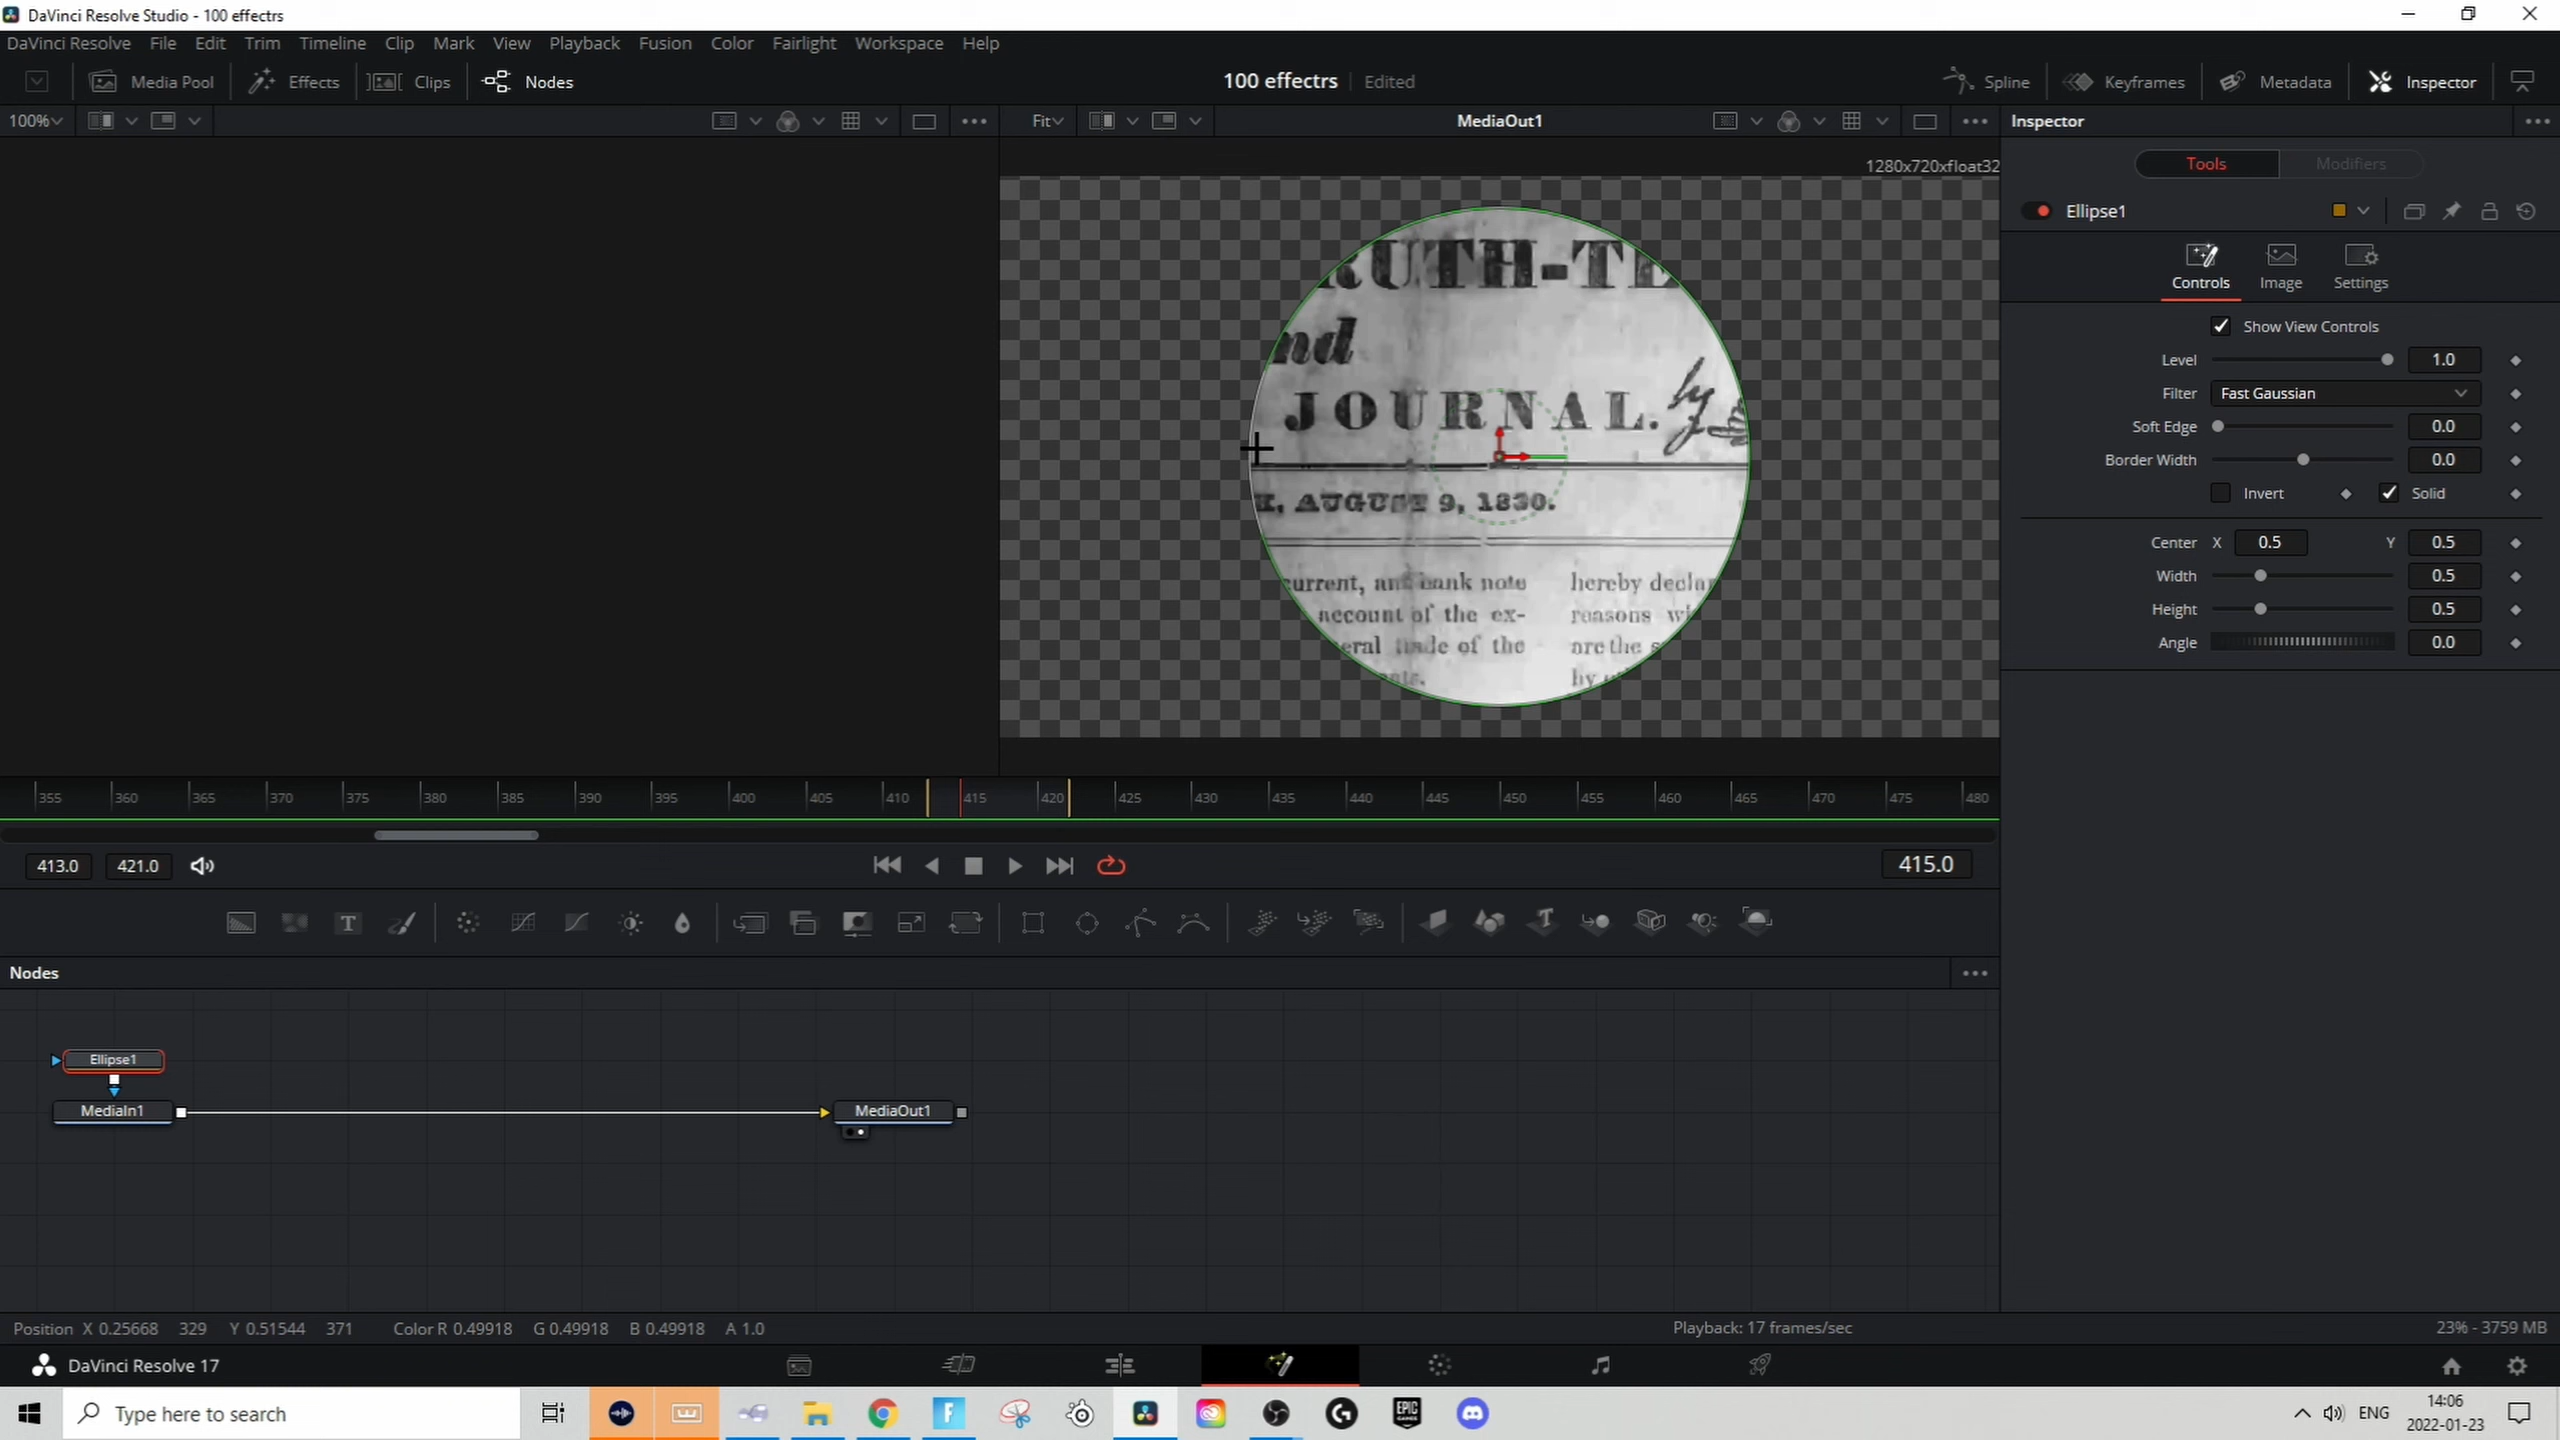 DaVinci Resolve Studio - 100 effectrs
DaVinci Resolve File Edit Trim Timeline Clip Mark View Playback Fusion Color Fairlight Workspace Help
Media Pool Effects Clips Nodes 100 effectrs Edited Spline Keyframes Metadata Inspector
100% Fit MediaOut1 Inspector
1280x720xfloat32
Tools Modifiers
Ellipse1
Controls Image Settings
Show View Controls
Level 1.0
Filter Fast Gaussian
Soft Edge 0.0
Border Width 0.0
Invert Solid
Center X 0.5 Y 0.5
Width 0.5
Height 0.5
Angle 0.0
RUTH-TE
nd
JOURNAL. by
AUGUST 9, 1830.
current, and bank note hereby declar
account of the ex- reasons wi
eral trade of the are the s
nts. by
355 360 365 370 375 380 385 390 395 400 405 410 415 420 425 430 435 440 445 450 455 460 465 470 475 480
413.0 421.0 415.0
Nodes
Ellipse1
MediaIn1 MediaOut1
Position X 0.25668 329 Y 0.51544 371 Color R 0.49918 G 0.49918 B 0.49918 A 1.0 Playback: 17 frames/sec 23% - 3759 MB
DaVinci Resolve 17
Type here to search
EPIC GAMES
ENG
14:06
2022-01-23